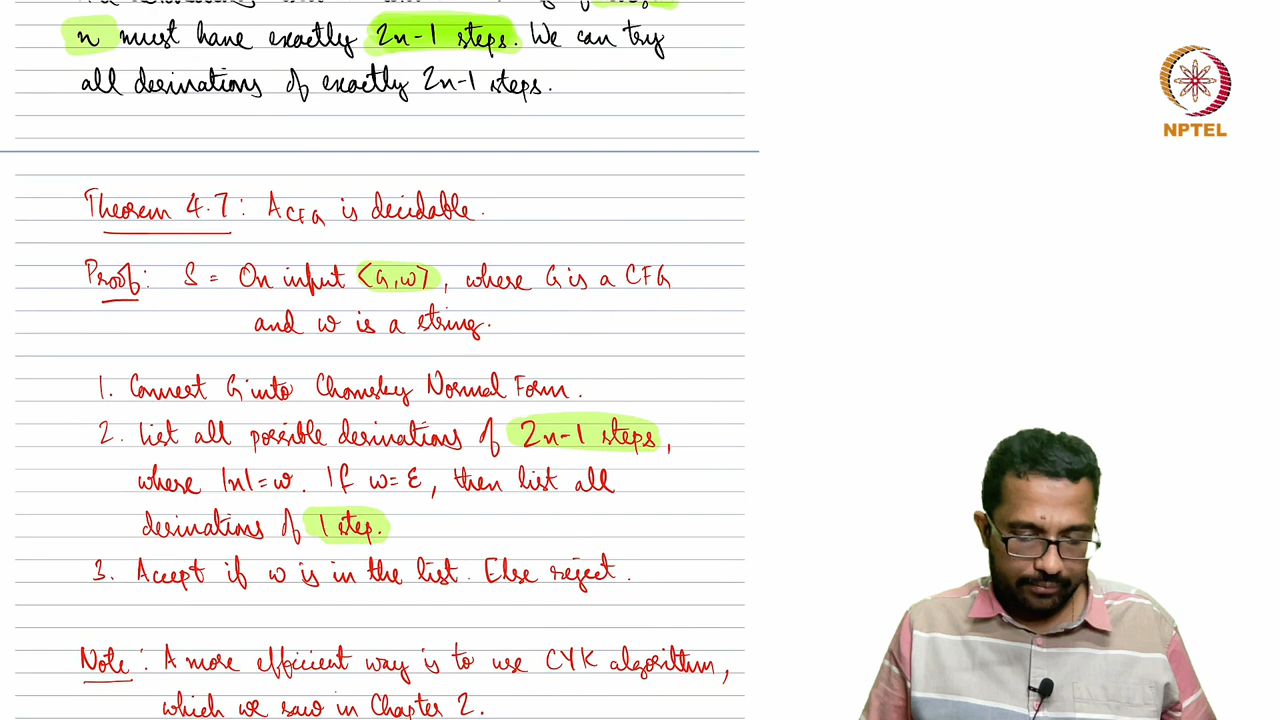 n must have exactly 2n-1 steps. We can try
all derivations of exactly 2n-1 steps.
NPTEL
Theorem 4.7: A_CFG is decidable.
Proof: S = On input ⟨G,w⟩, where G is a CFG
and w is a string.
1. Convert G into Chomsky Normal Form.
2. List all possible derivations of 2n-1 steps,
where |n|=w. If w=ε, then list all
derivations of 1 step.
3. Accept if w is in the list. Else reject.
Note: A more efficient way is to use CYK algorithm,
which we saw in Chapter 2.